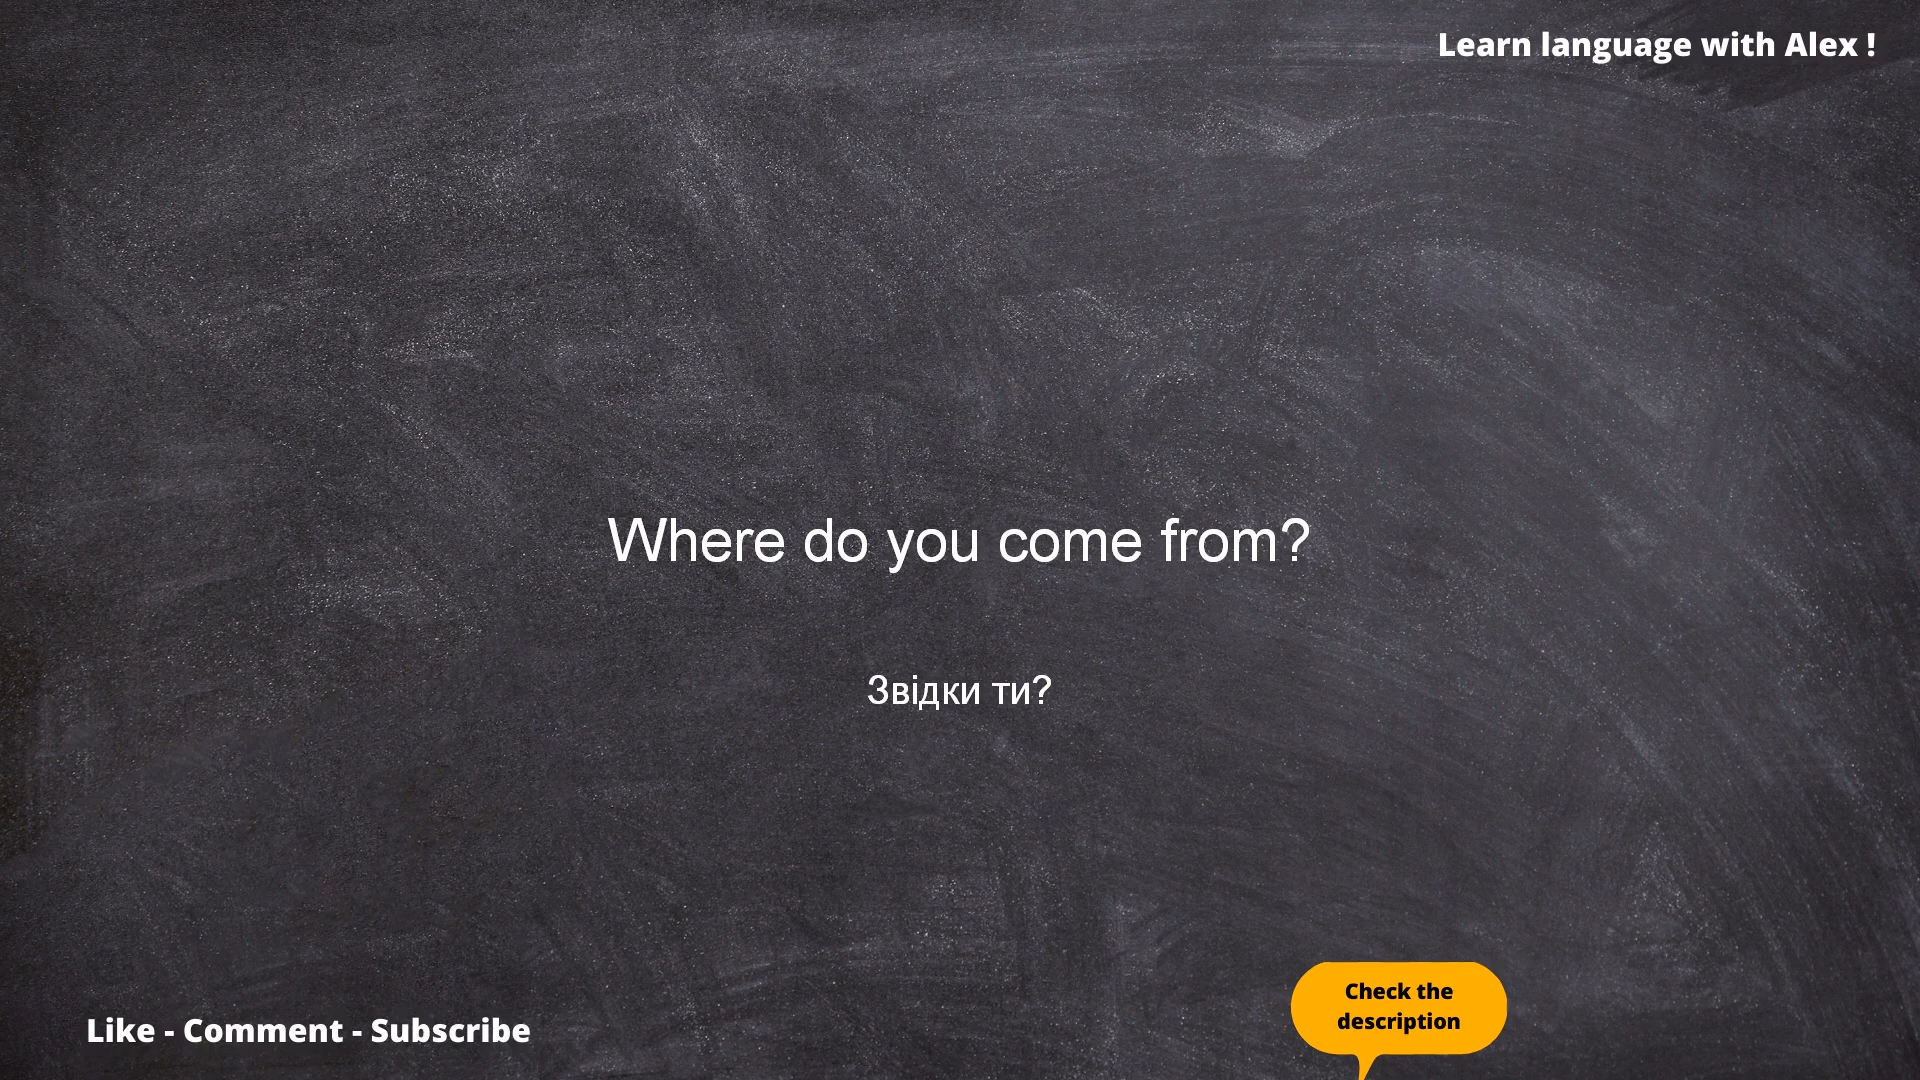 Learn language with Alex !
Where do you come from?
Звідки ти?
Like - Comment - Subscribe
Check the
description